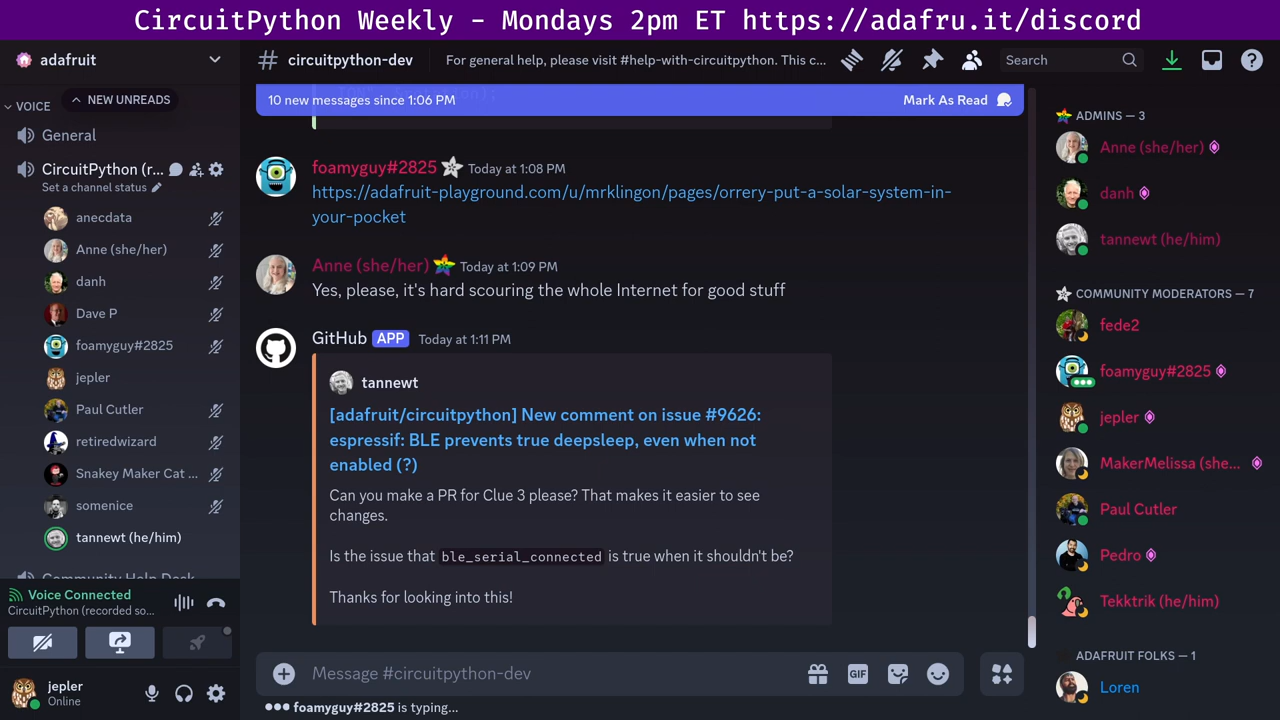 CircuitPython Weekly - Mondays 2pm ET https://adafru.it/discord
adafruit
VOICE
NEW UNREADS
General
CircuitPython (r...
Set a channel status
anecdata
Anne (she/her)
danh
Dave P
foamyguy#2825
jepler
Paul Cutler
retiredwizard
Snakey Maker Cat ...
somenice
tannewt (he/him)
Community Help Desk
Voice Connected
CircuitPython (recorded so...
jepler
Online
circuitpython-dev
For general help, please visit #help-with-circuitpython. This c...
Search
10 new messages since 1:06 PM
Mark As Read
foamyguy#2825 Today at 1:08 PM
https://adafruit-playground.com/u/mrklingon/pages/orrery-put-a-solar-system-in-
your-pocket
Anne (she/her) Today at 1:09 PM
Yes, please, it's hard scouring the whole Internet for good stuff
GitHub APP Today at 1:11 PM
tannewt
[adafruit/circuitpython] New comment on issue #9626:
espressif: BLE prevents true deepsleep, even when not
enabled (?)
Can you make a PR for Clue 3 please? That makes it easier to see
changes.
Is the issue that ble_serial_connected is true when it shouldn't be?
Thanks for looking into this!
Message #circuitpython-dev
GIF
foamyguy#2825 is typing...
ADMINS — 3
Anne (she/her)
danh
tannewt (he/him)
COMMUNITY MODERATORS — 7
fede2
foamyguy#2825
jepler
MakerMelissa (she...
Paul Cutler
Pedro
Tekktrik (he/him)
ADAFRUIT FOLKS — 1
Loren